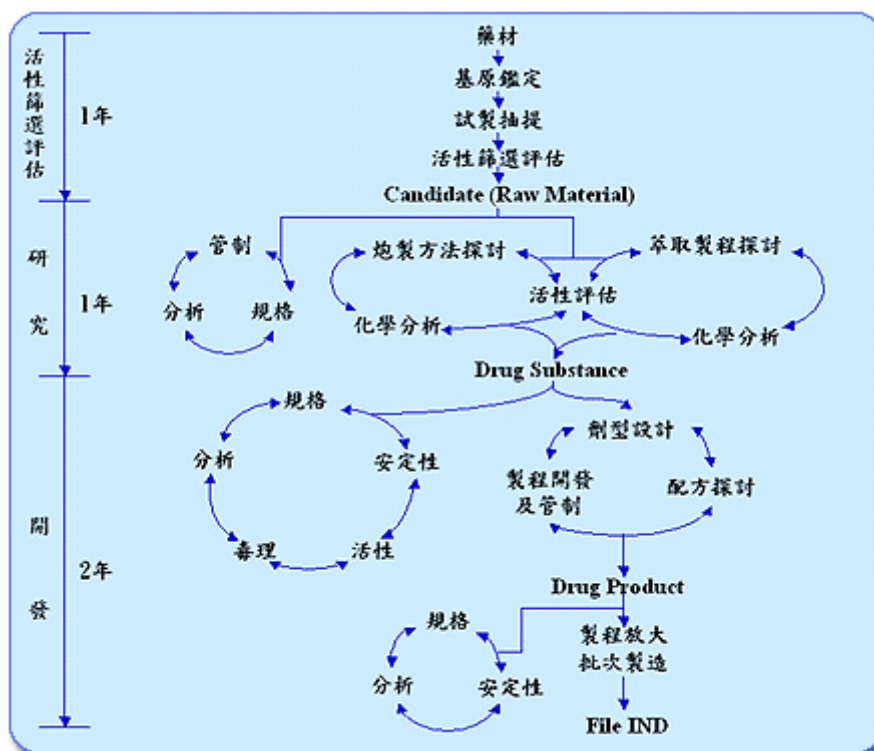 藥材
基原鑑定
試製抽提
活性篩選評估
Candidate (Raw Material)
活性篩選評估
1年
研究
1年
管制
分析
規格
炮製方法探討
萃取製程探討
活性評估
化學分析
化學分析
Drug Substance
開發
2年
規格
分析
安定性
毒理
活性
劑型設計
製程開發
及管制
配方探討
Drug Product
規格
分析
安定性
製程放大
批次製造
File IND